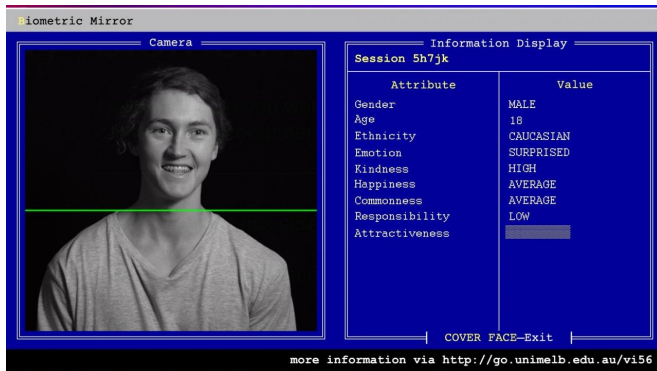 Biometric Mirror
Camera
Information Display
Session 5h7jk
Attribute Value
Gender MALE
Age 18
Ethnicity CAUCASIAN
Emotion SURPRISED
Kindness HIGH
Happiness AVERAGE
Commonness AVERAGE
Responsibility LOW
Attractiveness
COVER FACE—Exit
more information via http://go.unimelb.edu.au/vi56